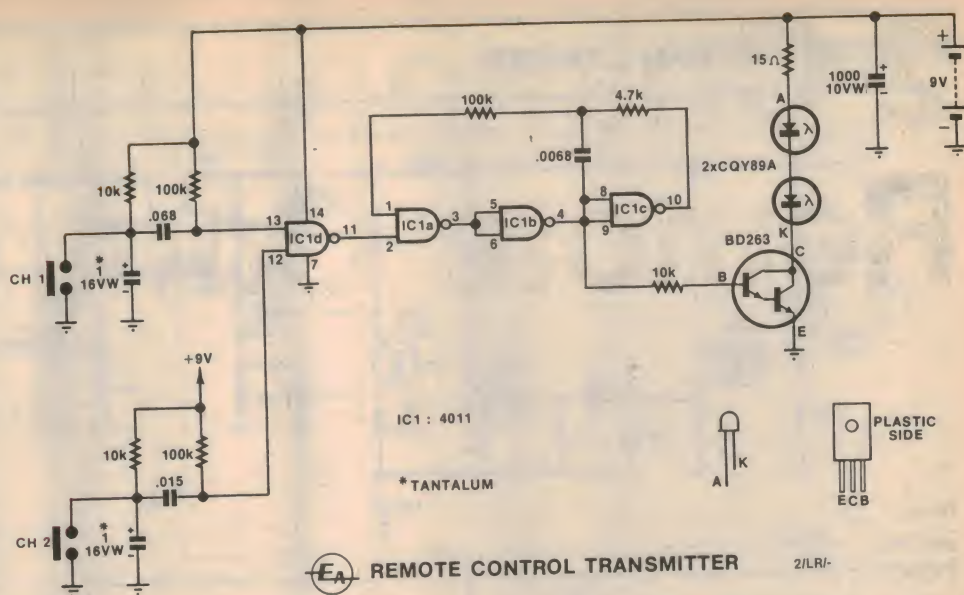 15Ω
1000
10VW
+
-
+
9V
-
100k
4.7k
A
λ
.0068
2xCQY89A
λ
K
10k
100k
.068
13
14
IC1d
11
12
7
1
IC1a
3
2
5
IC1b
4
6
8
IC1c
10
9
BD263
C
10k
B
E
CH 1
*
1
16VW
+
-
+9V
10k
100k
.015
CH 2
*
1
16VW
+
-
IC1 : 4011
*TANTALUM
A
K
PLASTIC
SIDE
ECB
EA REMOTE CONTROL TRANSMITTER
2/LR/-